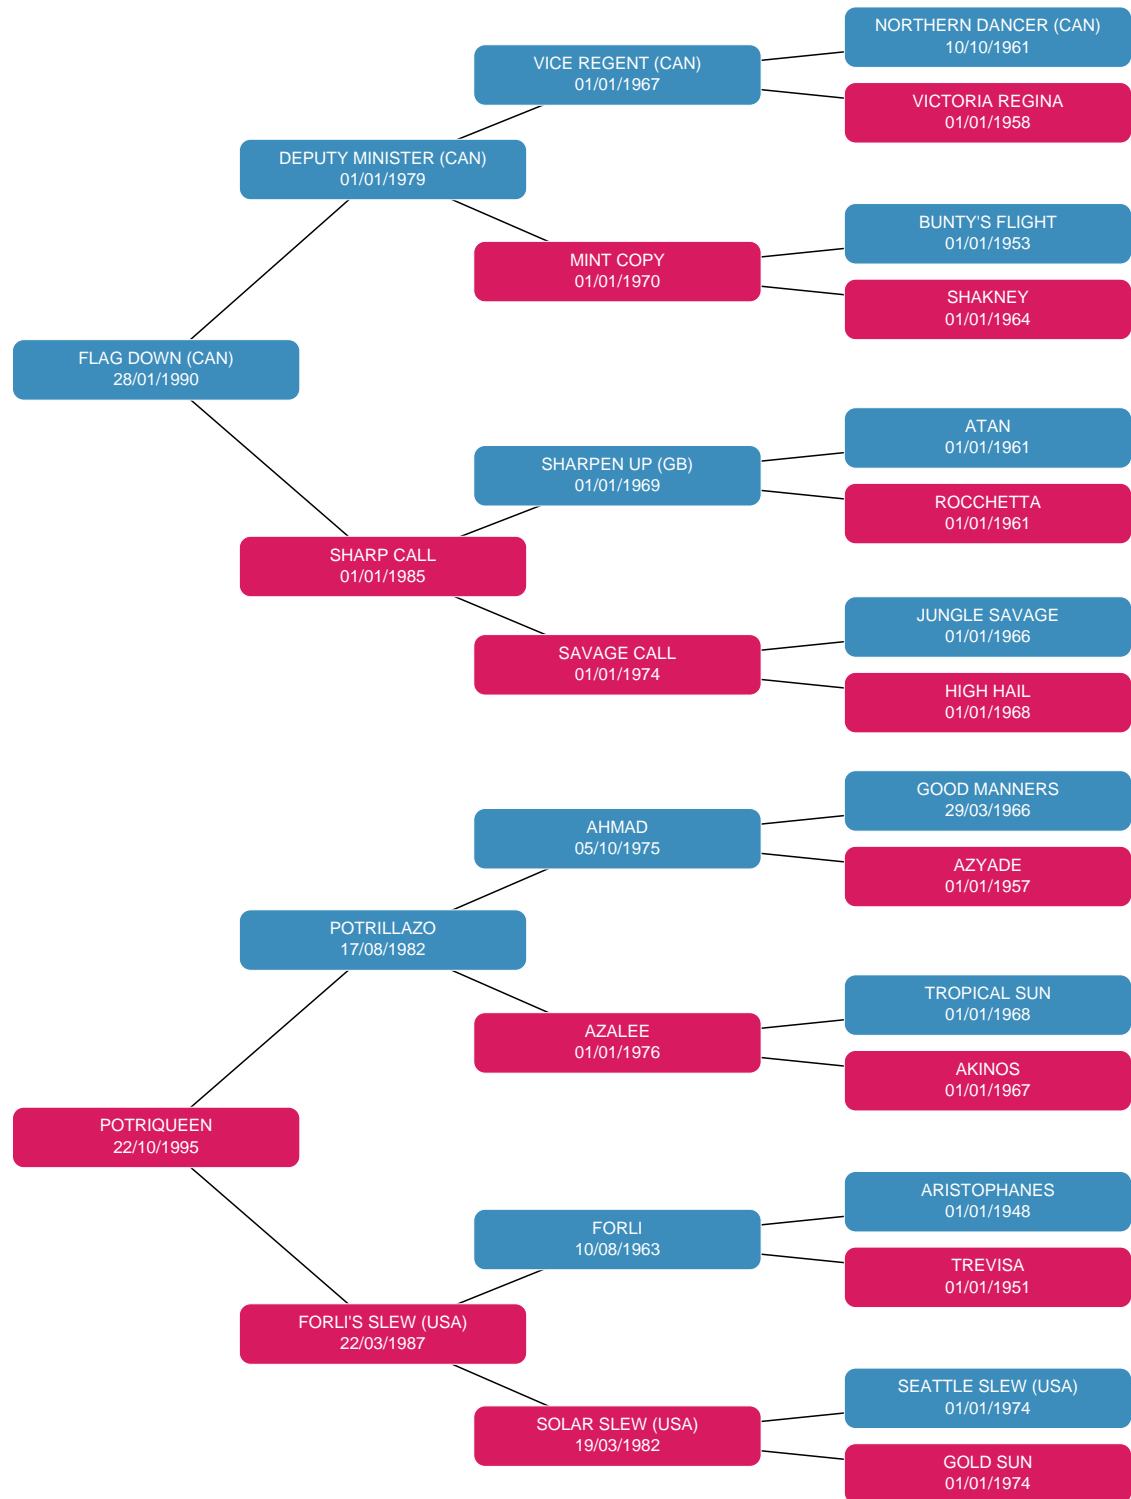 NORTHERN DANCER (CAN)
10/10/1961
VICE REGENT (CAN)
01/01/1967
VICTORIA REGINA
01/01/1958
DEPUTY MINISTER (CAN)
01/01/1979
BUNTY'S FLIGHT
01/01/1953
MINT COPY
01/01/1970
SHAKNEY
01/01/1964
FLAG DOWN (CAN)
28/01/1990
ATAN
01/01/1961
SHARPEN UP (GB)
01/01/1969
ROCCHETTA
01/01/1961
SHARP CALL
01/01/1985
JUNGLE SAVAGE
01/01/1966
SAVAGE CALL
01/01/1974
HIGH HAIL
01/01/1968
GOOD MANNERS
29/03/1966
AHMAD
05/10/1975
AZYADE
01/01/1957
POTRILLAZO
17/08/1982
TROPICAL SUN
01/01/1968
AZALEE
01/01/1976
AKINOS
01/01/1967
POTRIQUEEN
22/10/1995
ARISTOPHANES
01/01/1948
FORLI
10/08/1963
TREVISA
01/01/1951
FORLI'S SLEW (USA)
22/03/1987
SEATTLE SLEW (USA)
01/01/1974
SOLAR SLEW (USA)
19/03/1982
GOLD SUN
01/01/1974